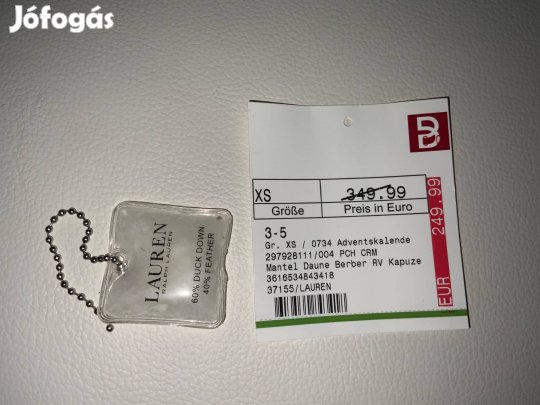 Jófogás
LAUREN
RALPH LAUREN
60% DUCK DOWN
40% FEATHER
B
XS 349.99
Größe Preis in Euro
EUR 249.99
3-5
Gr. XS / 0734 Adventskalende
297928111/004 PCH CRM
Mantel Daune Berber RV Kapuze
3616534843418
37155/LAUREN